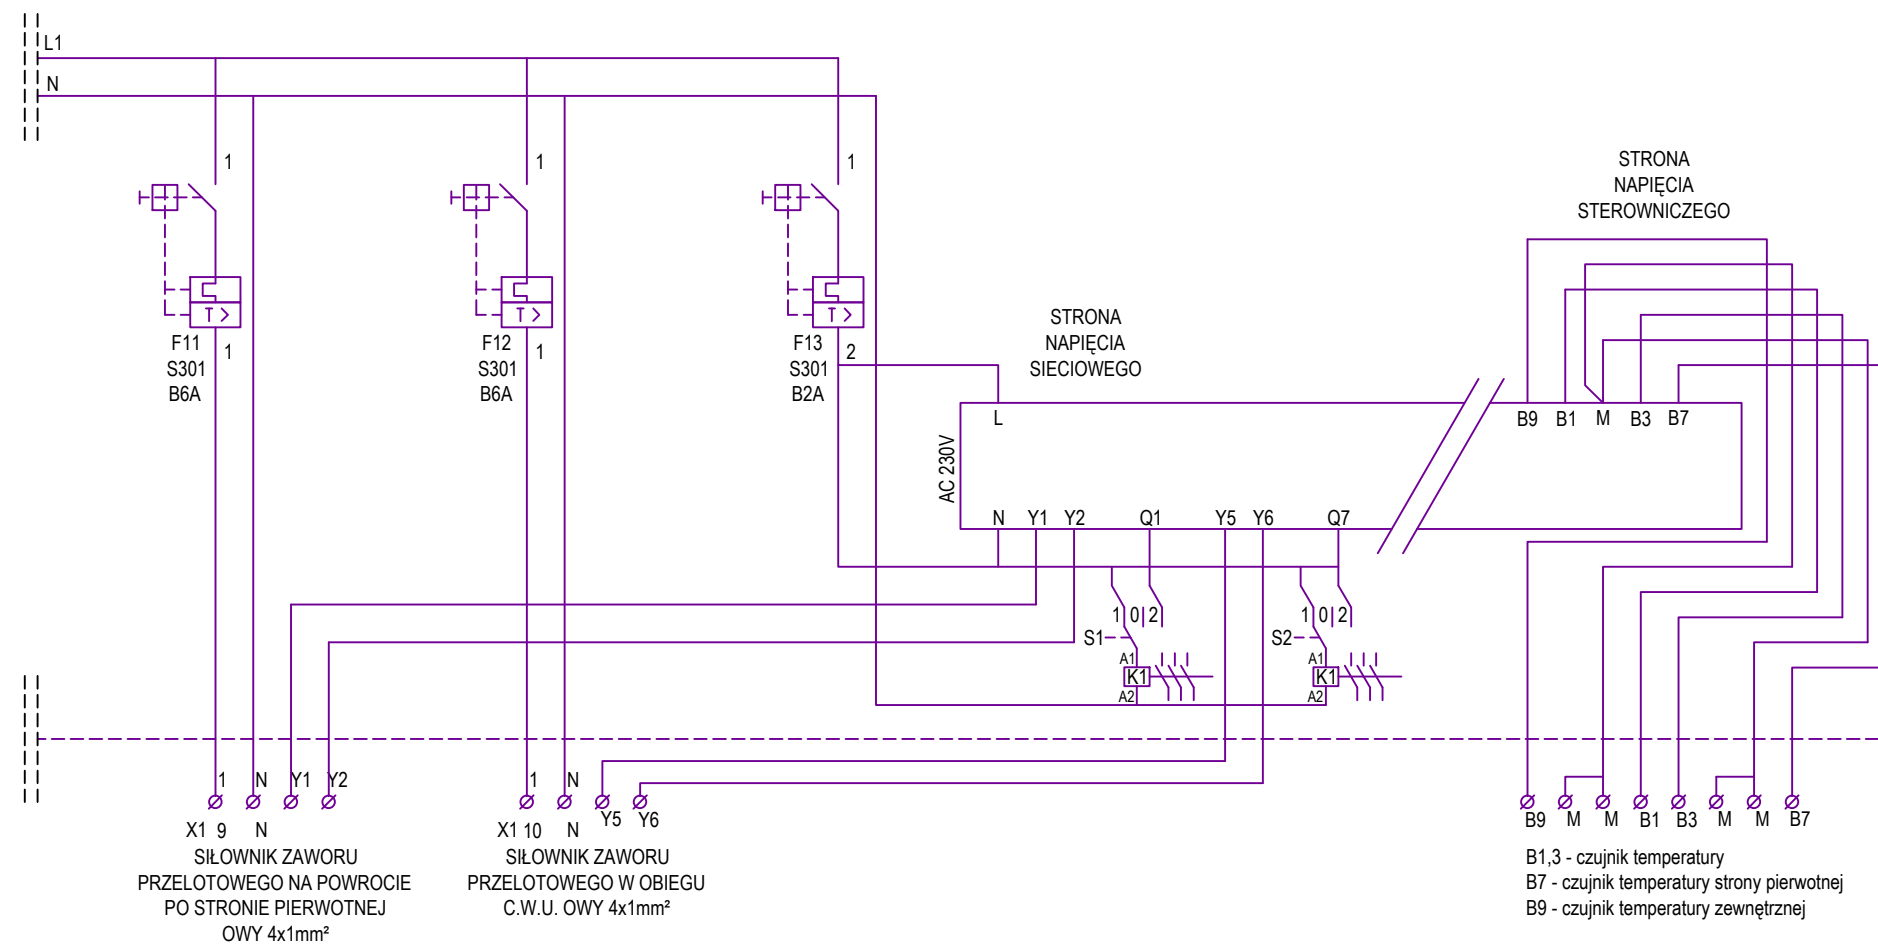 L1
N
1
1
1
STRONA
NAPIĘCIA
STEROWNICZEGO
T >
T >
T >
F11
S301
B6A
1
F12
S301
B6A
1
F13
S301
B2A
2
STRONA
NAPIĘCIA
SIECIOWEGO
AC 230V
L
B9 B1 M B3 B7
N Y1 Y2 Q1 Y5 Y6 Q7
1 0 2
1 0 2
S1
S2
A1
K1
A2
A1
K1
A2
1 N Y1 Y2
1 N
X1 9 N
X1 10 N Y5 Y6
B9 M M B1 B3 M M B7
SIŁOWNIK ZAWORU
PRZELOTOWEGO NA POWROCIE
PO STRONIE PIERWOTNEJ
OWY 4x1mm²
SIŁOWNIK ZAWORU
PRZELOTOWEGO W OBIEGU
C.W.U. OWY 4x1mm²
B1,3 - czujnik temperatury
B7 - czujnik temperatury strony pierwotnej
B9 - czujnik temperatury zewnętrznej